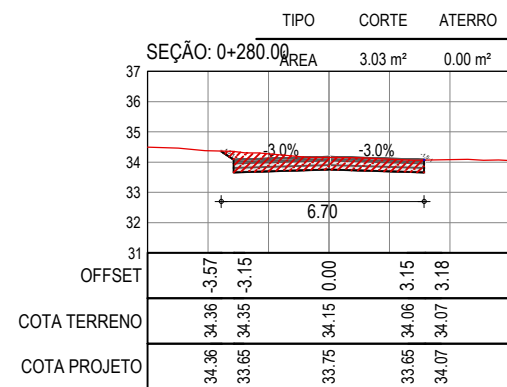 TIPO CORTE ATERRO
SEÇÃO: 0+280.00
ÁREA 3.03 m² 0.00 m²
37
36
35
34
33
32
31
-3.0% -3.0%
6.70
OFFSET -3.57 -3.15 0.00 3.15 3.18
COTA TERRENO 34.36 34.35 34.15 34.06 34.07
COTA PROJETO 34.36 33.65 33.75 33.65 34.07